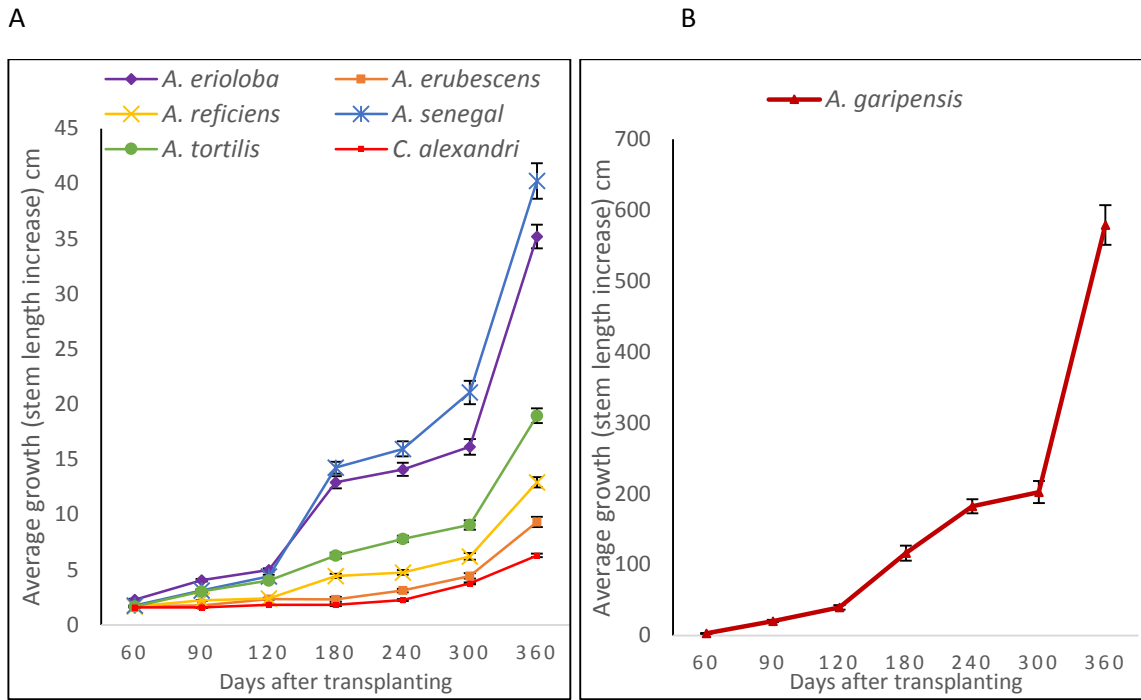 A
B
A. erioloba
A. erubescens
A. reficiens
A. senegal
A. tortilis
C. alexandri
Average growth (stem length increase) cm
45
40
35
30
25
20
15
10
5
0
60 90 120 180 240 300 360
Days after transplanting
A. garipensis
Average growth (stem length increase) cm
700
600
500
400
300
200
100
0
60 90 120 180 240 300 360
Days after transplanting